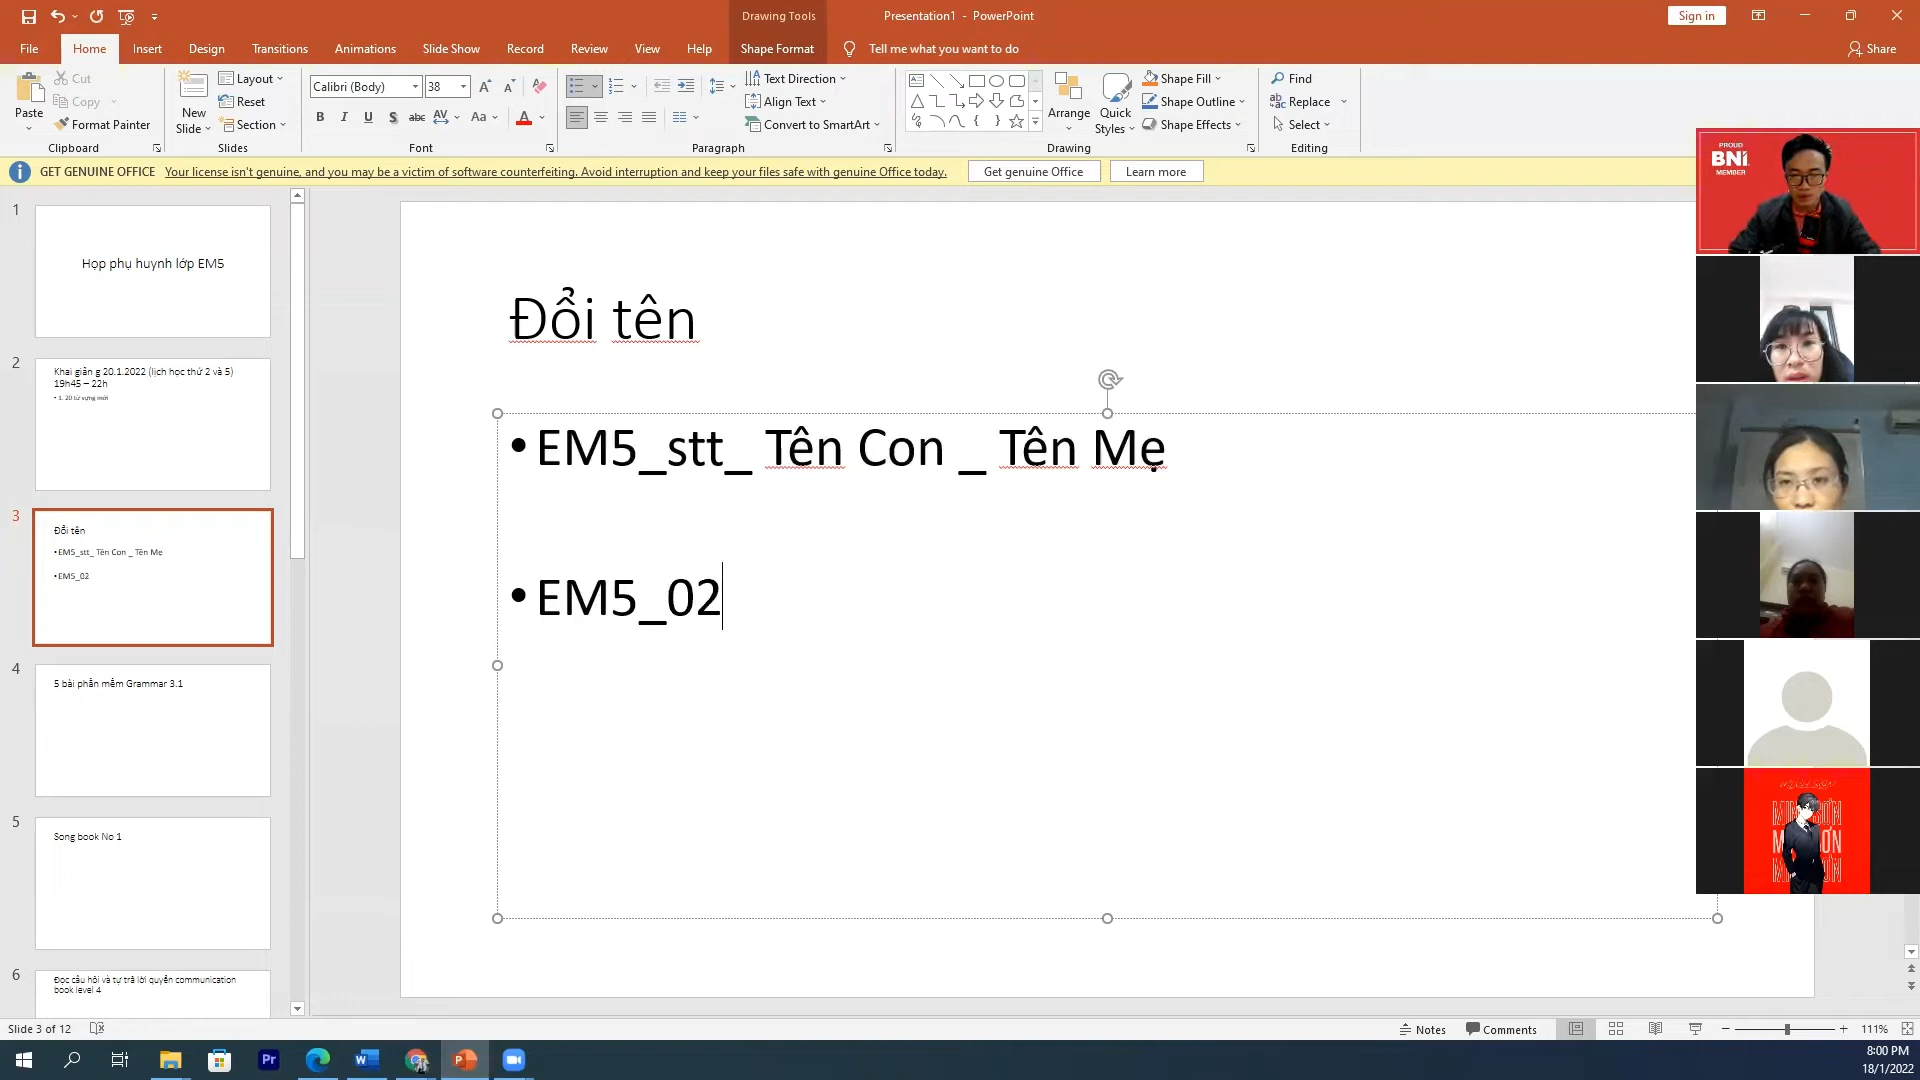 Drawing Tools
Presentation1 - PowerPoint
Sign in
File Home Insert Design Transitions Animations Slide Show Record Review View Help Shape Format Tell me what you want to do
Share
Paste
Cut
Copy
Format Painter
Clipboard
New Slide
Layout
Reset
Section
Slides
Calibri (Body) 38
Font
Text Direction
Align Text
Convert to SmartArt
Paragraph
Arrange
Quick Styles
Shape Fill
Shape Outline
Shape Effects
Drawing
Find
Replace
Select
Editing
GET GENUINE OFFICE Your license isn't genuine, and you may be a victim of software counterfeiting. Avoid interruption and keep your files safe with genuine Office today. Get genuine Office Learn more
1
Họp phụ huynh lớp EM5
2
Khai giản g 20.1.2022 (lịch học thứ 2 và 5)
19h45 – 22h
• 1. 20 từ vựng mới
3
Đổi tên
•EM5_stt_ Tên Con _ Tên Mẹ
•EM5_02
4
5 bài phần mềm Grammar 3.1
5
Song book No 1
6
Đọc câu hỏi và tự trả lời quyển communication
book level 4
Đổi tên
• EM5_stt_ Tên Con _ Tên Mẹ
• EM5_02
PROUD
BNI
MEMBER
Slide 3 of 12
Notes
Comments
111%
8:00 PM
18/1/2022